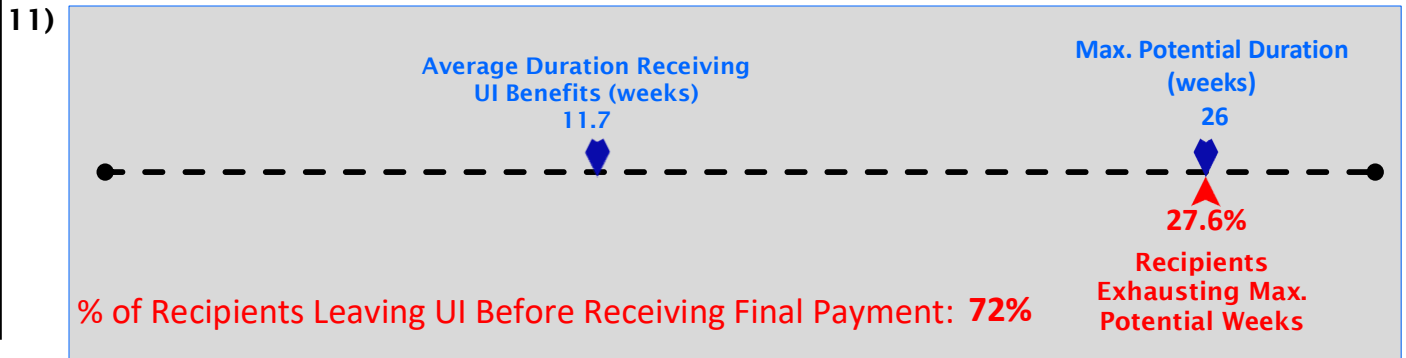 11)
Average Duration Receiving
UI Benefits (weeks)
11.7
Max. Potential Duration
(weeks)
26
27.6%
Recipients
Exhausting Max.
Potential Weeks
% of Recipients Leaving UI Before Receiving Final Payment: 72%